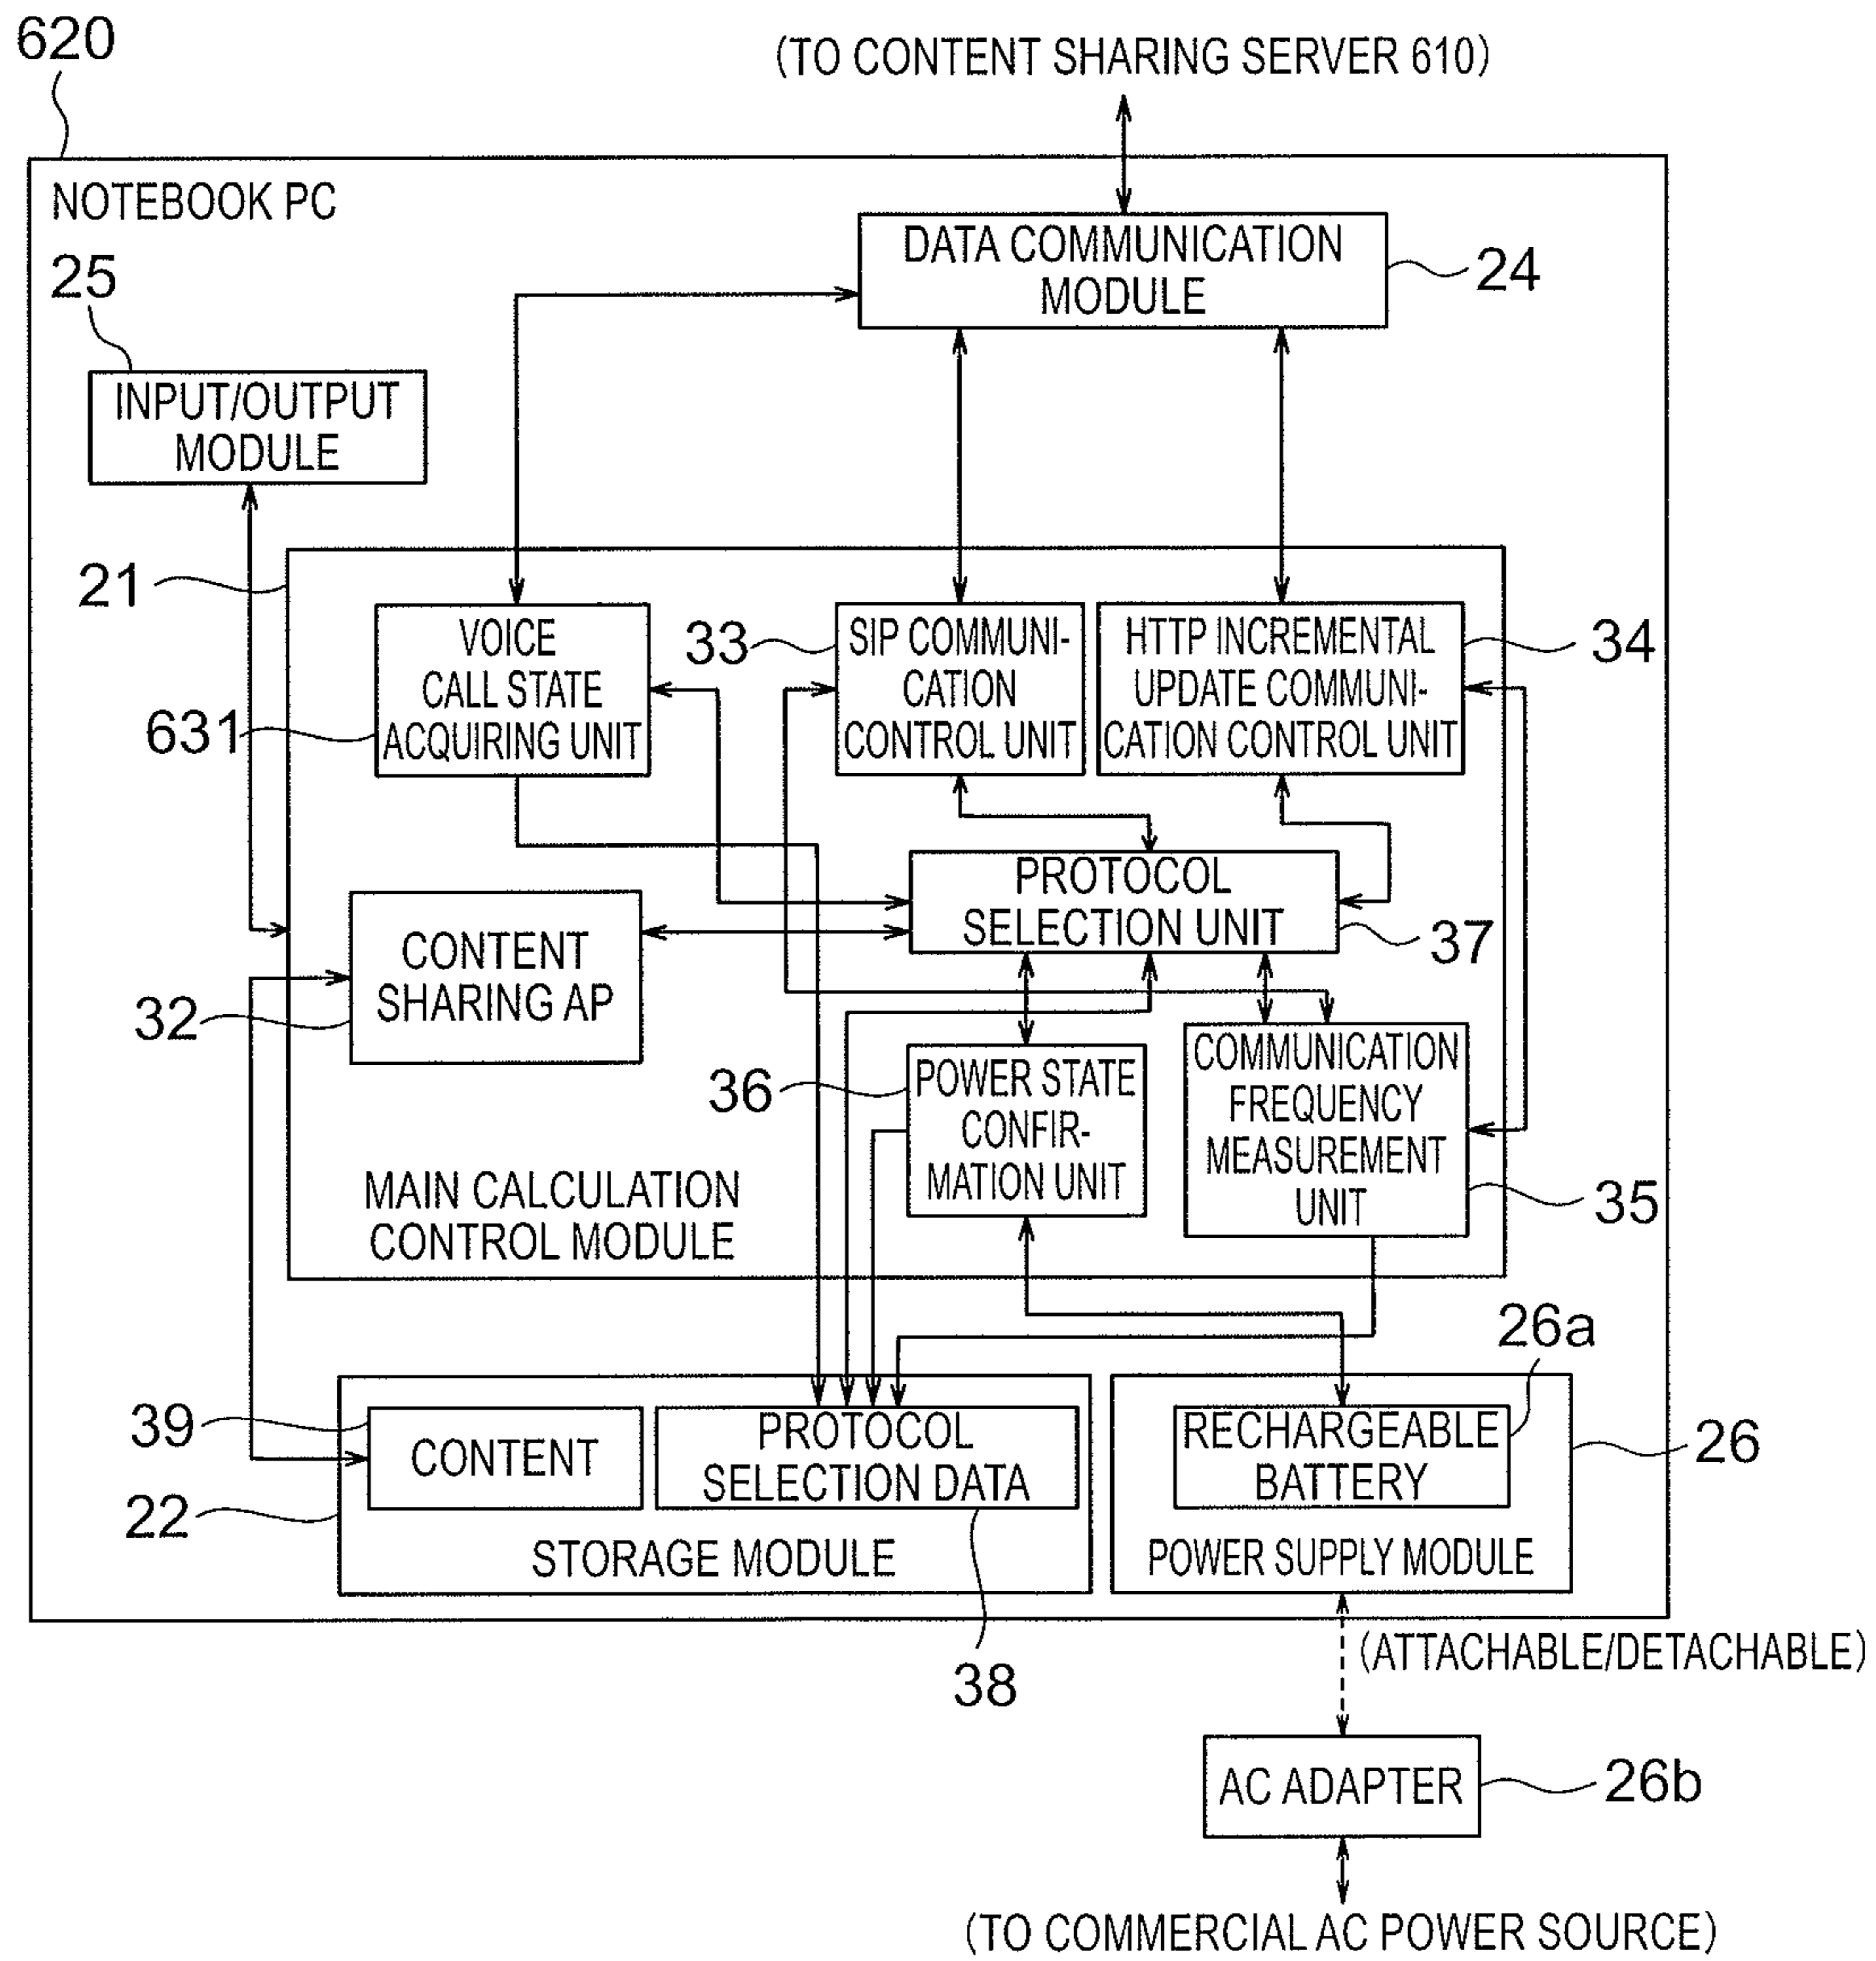 620
(TO CONTENT SHARING SERVER 610)
NOTEBOOK PC
25
DATA COMMUNICATION
MODULE
24
INPUT/OUTPUT
MODULE
21
VOICE
CALL STATE
ACQUIRING UNIT
631
33
SIP COMMUNI-
CATION
CONTROL UNIT
HTTP INCREMENTAL
UPDATE COMMUNI-
CATION CONTROL UNIT
34
PROTOCOL
SELECTION UNIT
37
CONTENT
SHARING AP
32
36
POWER STATE
CONFIR-
MATION UNIT
COMMUNICATION
FREQUENCY
MEASUREMENT
UNIT
35
MAIN CALCULATION
CONTROL MODULE
26a
39
CONTENT
PROTOCOL
SELECTION DATA
RECHARGEABLE
BATTERY
26
22
STORAGE MODULE
POWER SUPPLY MODULE
38
(ATTACHABLE/DETACHABLE)
AC ADAPTER
26b
(TO COMMERCIAL AC POWER SOURCE)